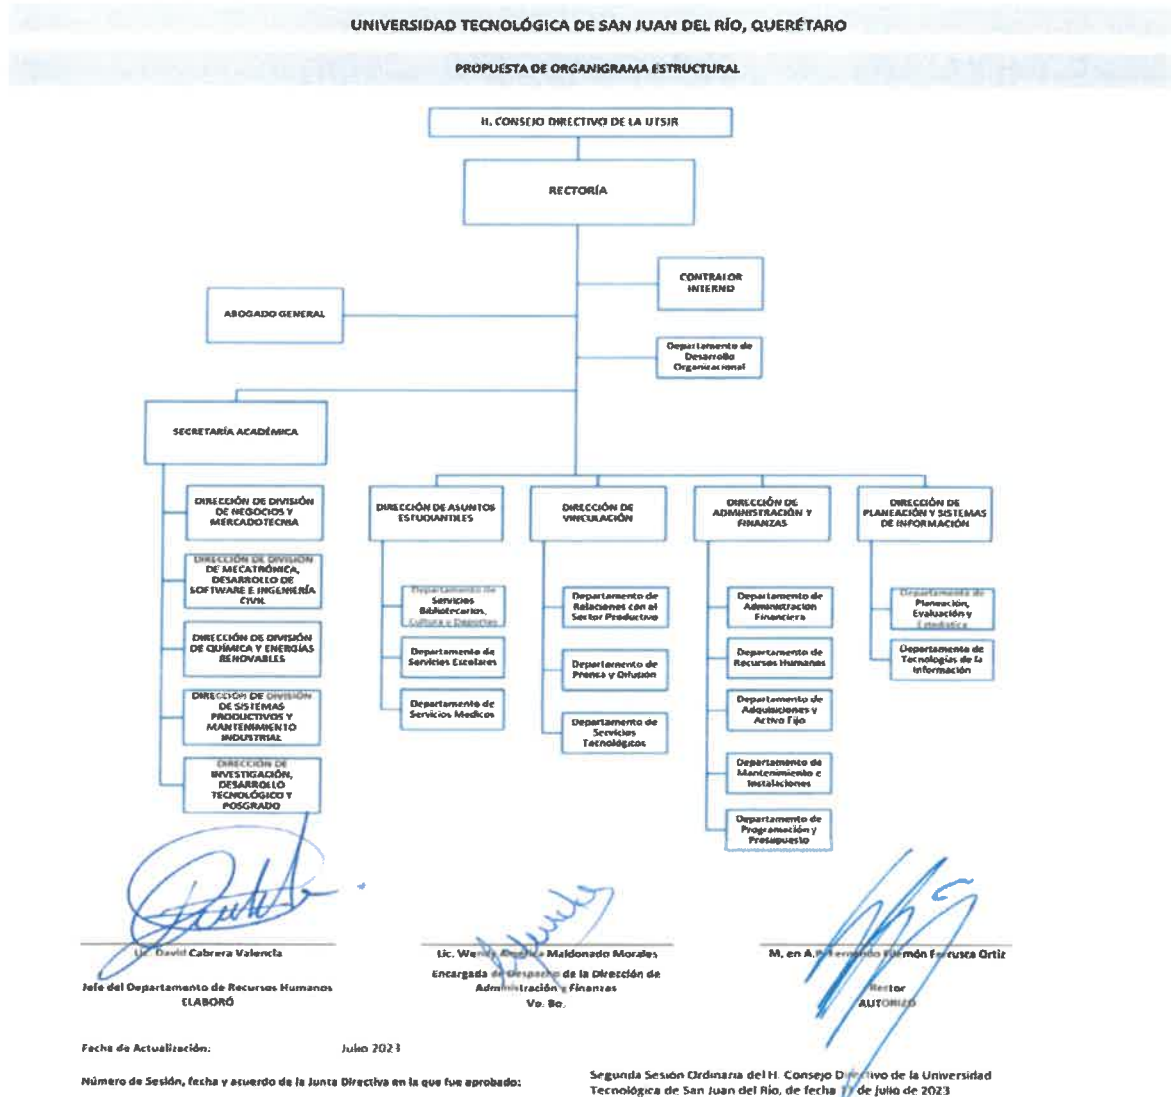 UNIVERSIDAD TECNOLÓGICA DE SAN JUAN DEL RÍO, QUERÉTARO
PROPUESTA DE ORGANIGRAMA ESTRUCTURAL
H. CONSEJO DIRECTIVO DE LA UTSJR
RECTORÍA
CONTRALOR
INTERNO
ABOGADO GENERAL
Departamento de
Desarrollo
Organizacional
SECRETARÍA ACADÉMICA
DIRECCIÓN DE DIVISIÓN
DE NEGOCIOS Y
MERCADOTECNIA
DIRECCIÓN DE DIVISIÓN
DE MECATRÓNICA,
DESARROLLO DE
SOFTWARE E INGENIERÍA
CIVIL
DIRECCIÓN DE DIVISIÓN
DE QUÍMICA Y ENERGÍAS
RENOVABLES
DIRECCIÓN DE DIVISIÓN
DE SISTEMAS
PRODUCTIVOS Y
MANTENIMIENTO
INDUSTRIAL
DIRECCIÓN DE
INVESTIGACIÓN,
DESARROLLO
TECNOLÓGICO Y
POSGRADO
DIRECCIÓN DE ASUNTOS
ESTUDIANTILES
Departamento de
Servicios
Bibliotecarios,
Cultura y Deportes
Departamento de
Servicios Escolares
Departamento de
Servicios Medicos
DIRECCIÓN DE
VINCULACIÓN
Departamento de
Relaciones con el
Sector Productivo
Departamento de
Prensa y Difusión
Departamento de
Servicios
Tecnológicos
DIRECCIÓN DE
ADMINISTRACIÓN Y
FINANZAS
Departamento de
Administración
Financiera
Departamento de
Recursos Humanos
Departamento de
Adquisiciones y
Activo Fijo
Departamento de
Mantenimiento e
Instalaciones
Departamento de
Programación y
Presupuesto
DIRECCIÓN DE
PLANEACIÓN Y SISTEMAS
DE INFORMACIÓN
Departamento de
Planeación,
Evaluación y
Estadística
Departamento de
Tecnologías de la
Información
Lic. David Cabrera Valencia
Jefe del Departamento de Recursos Humanos
ELABORÓ
Lic. Wendy Angélica Maldonado Morales
Encargada de Despacho de la Dirección de
Administración y Finanzas
Vo. Bo.
M. en A.P. Fernando Ferrusca Ortiz
Rector
AUTORIZÓ
Fecha de Actualización: Julio 2023
Número de Sesión, fecha y acuerdo de la Junta Directiva en la que fue aprobado:
Segunda Sesión Ordinaria del H. Consejo Directivo de la Universidad
Tecnológica de San Juan del Río, de fecha de julio de 2023